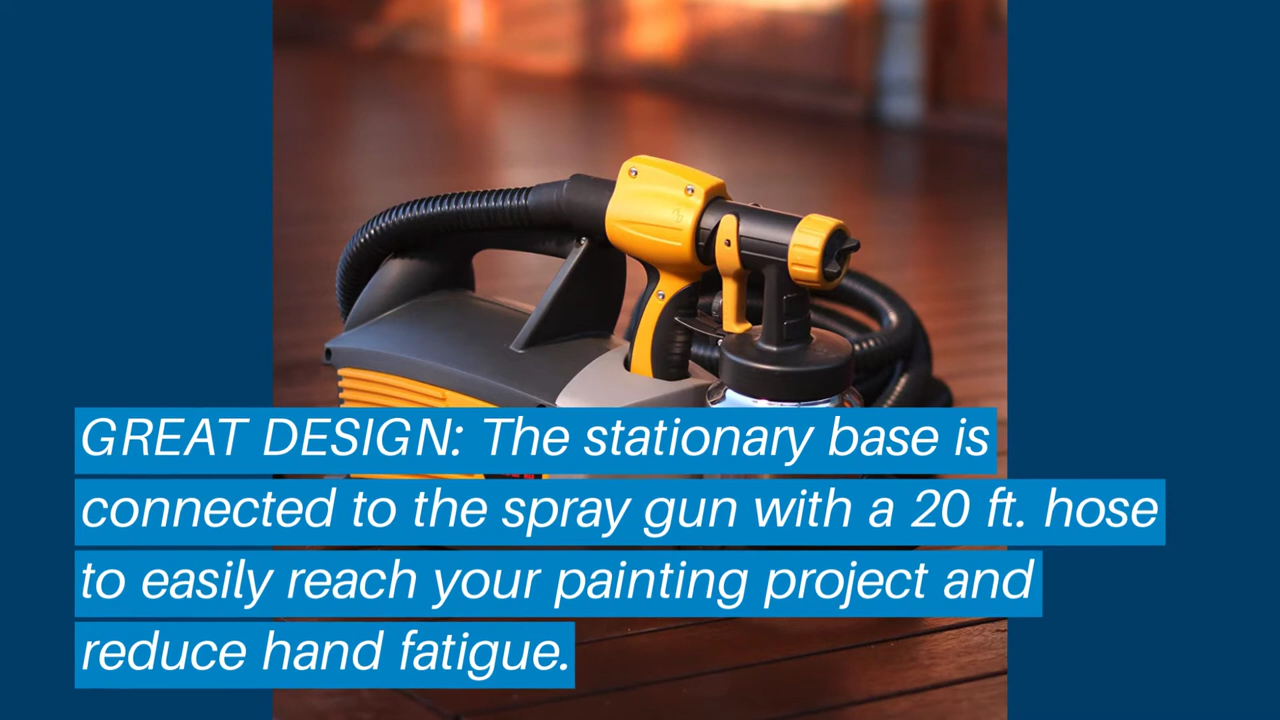 GREAT DESIGN: The stationary base is
connected to the spray gun with a 20 ft. hose
to easily reach your painting project and
reduce hand fatigue.